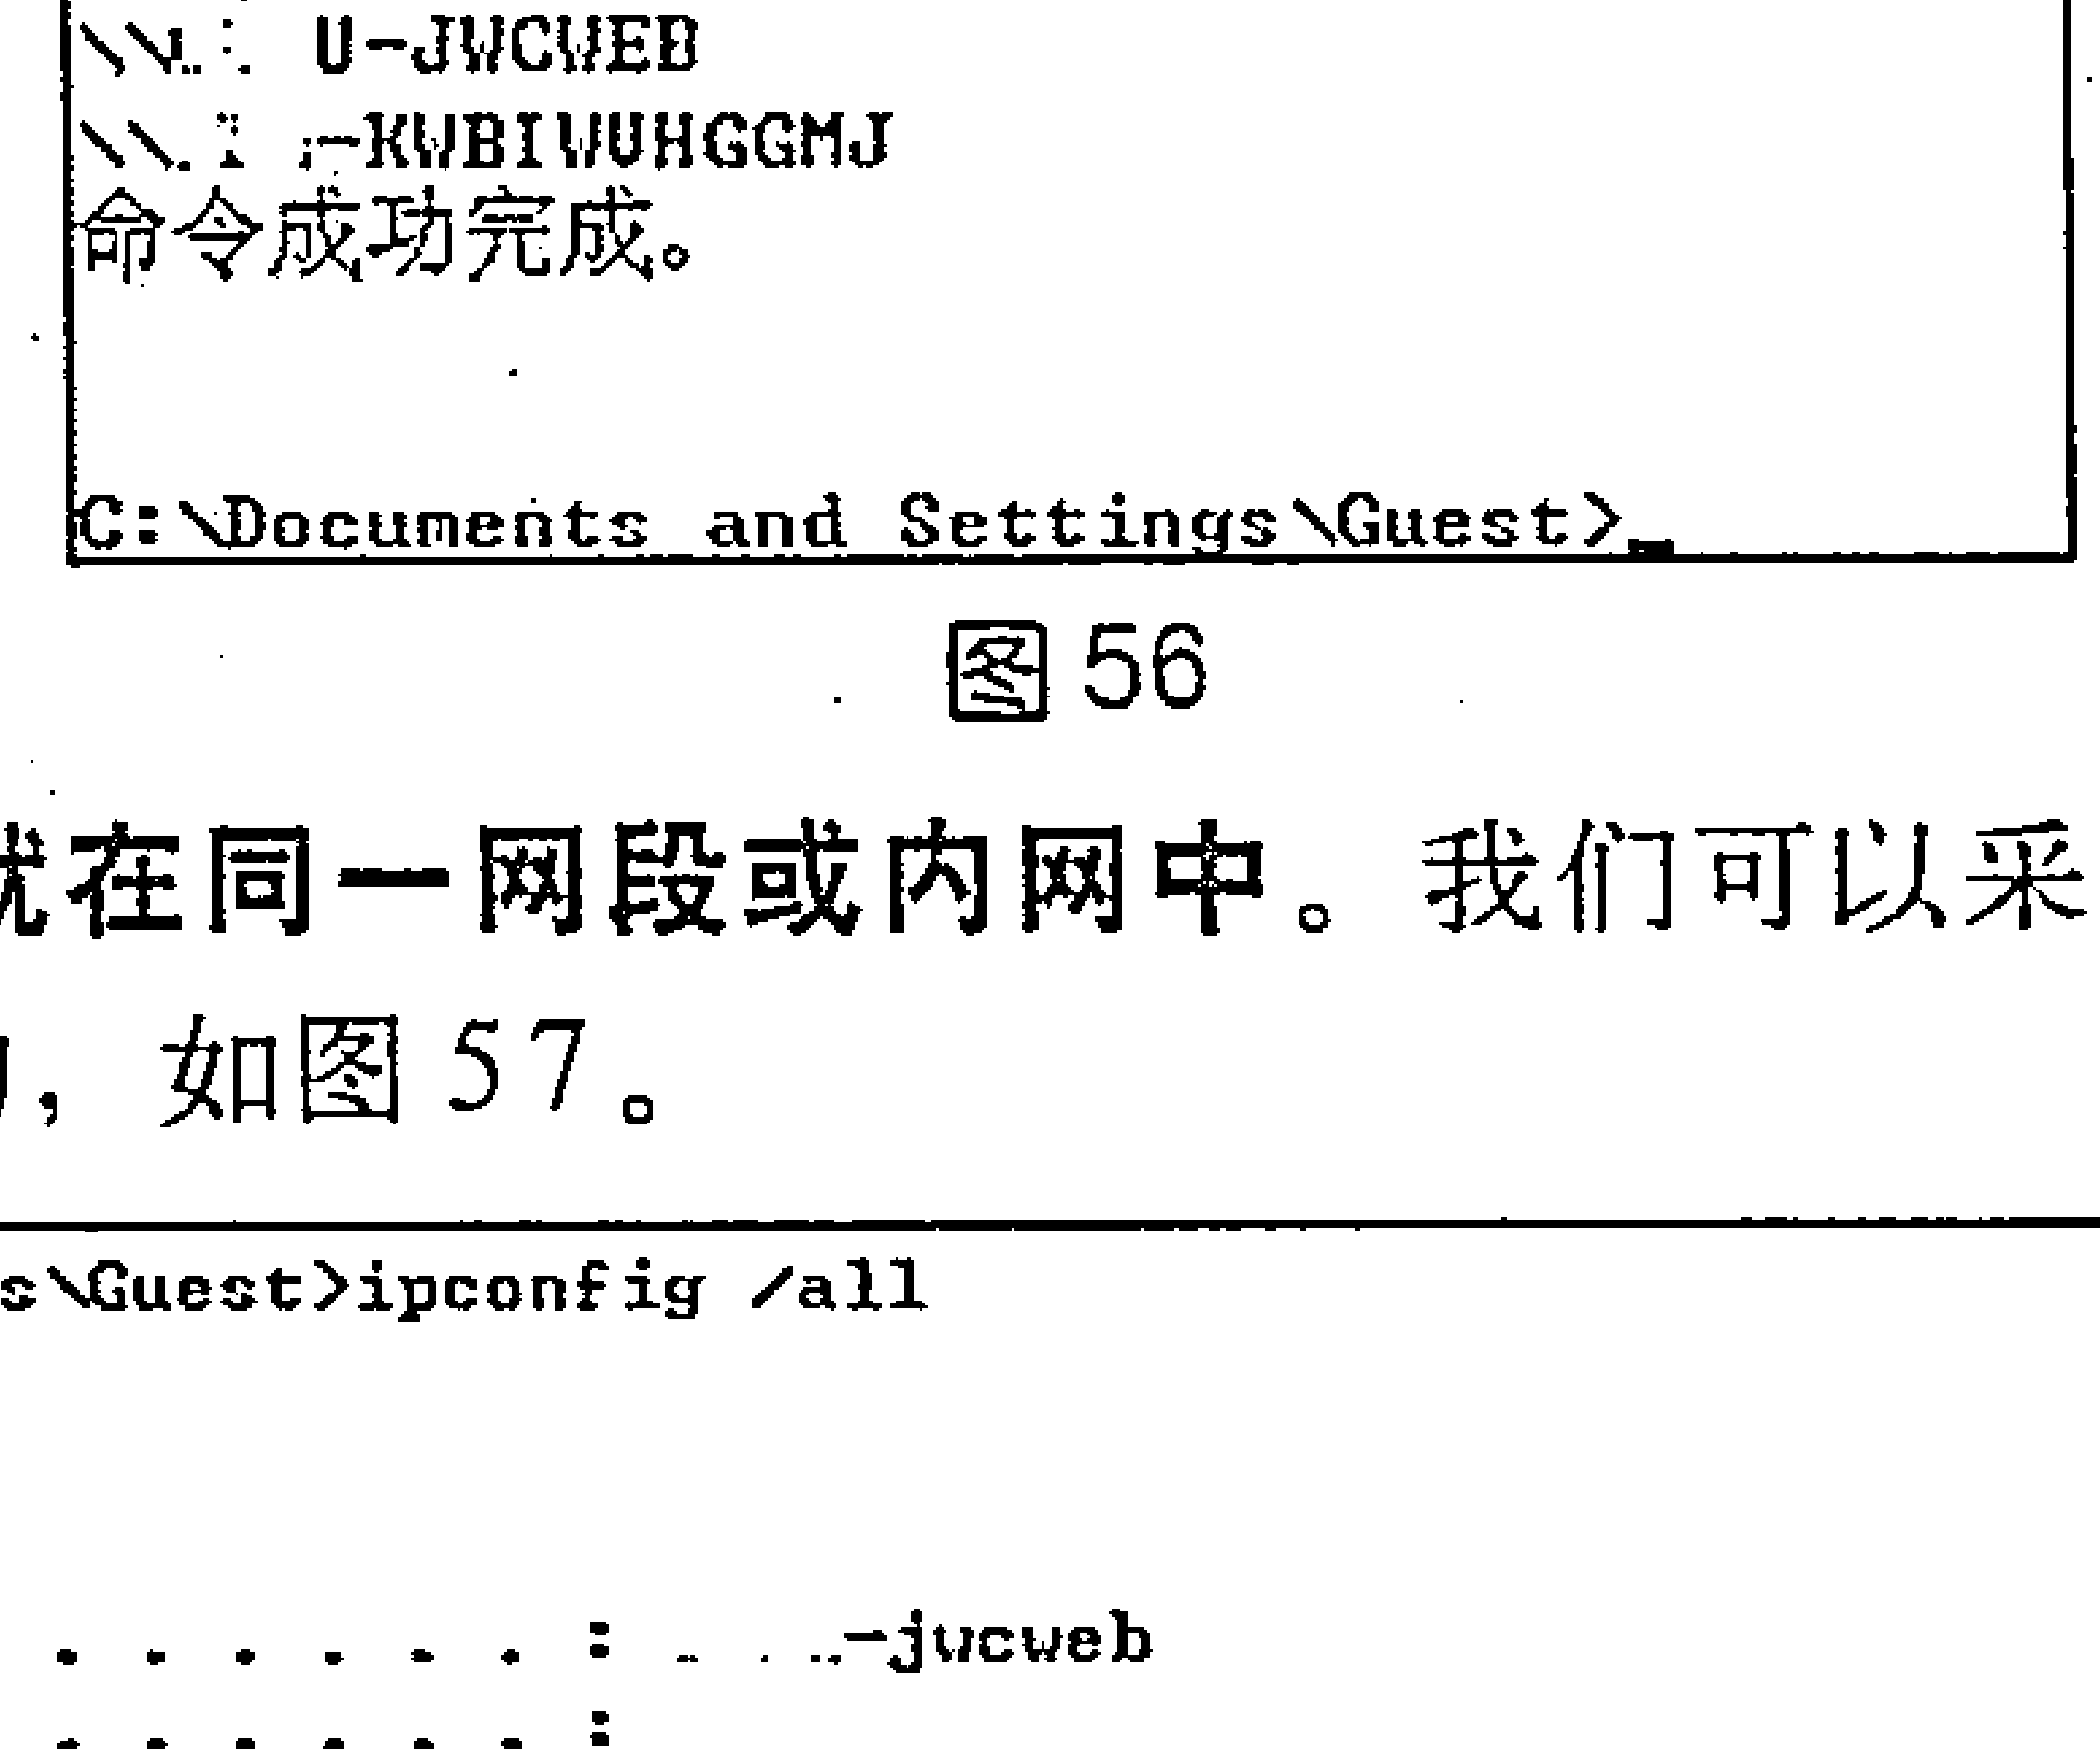 \\ U-JWCWEB
\\ -KWBIWUHGGMJ
命令成功完成。
C:\Documents and Settings\Guest>_
图 56
就在同一网段或内网中。我们可以采
，如图 57。
s\Guest>ipconfig /all
. . . . . . : -jwcweb
. . . . . . :